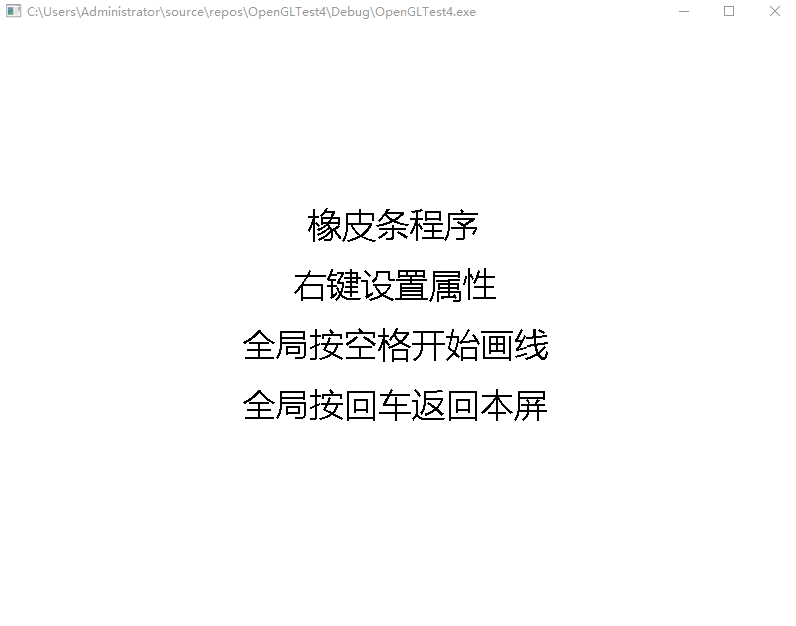 C:\Users\Administrator\source\repos\OpenGLTest4\Debug\OpenGLTest4.exe
橡皮条程序
右键设置属性
全局按空格开始画线
全局按回车返回本屏